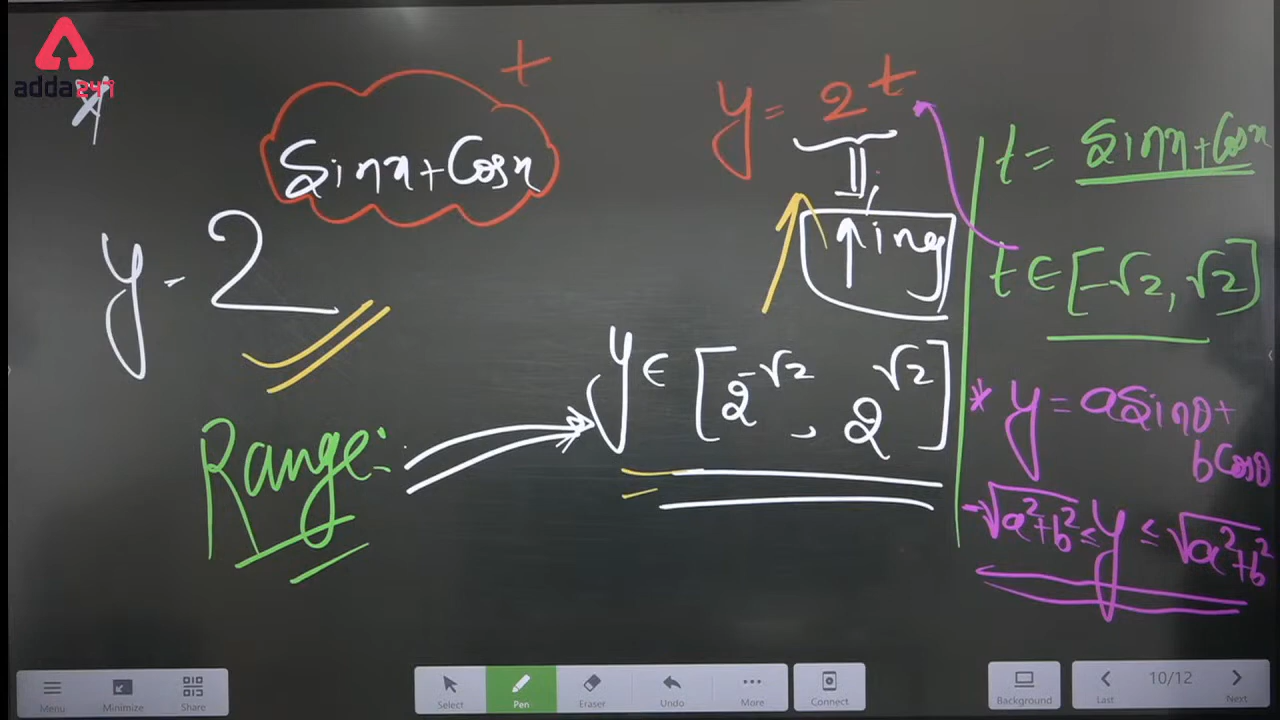 adda247
t
Sinx+Cosx
y = 2
Range:
y = 2^t
↑ing
y ∈ [2^-√2, 2^√2]
t = Sinx+Cosx
t ∈ [-√2, √2]
* y = a Sinθ +
b Cosθ
-√a²+b² ≤ y ≤ √a²+b²
Menu
Minimize
Share
Select
Pen
Eraser
Undo
More
Connect
Background
Last
10/12
Next